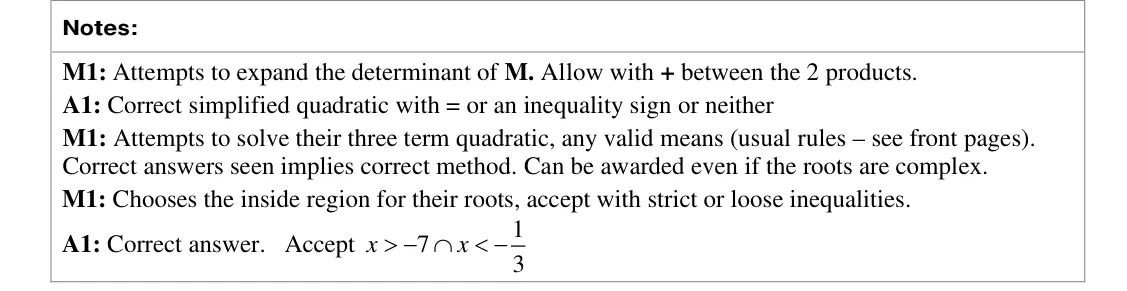 Notes:
M1: Attempts to expand the determinant of M. Allow with + between the 2 products.
A1: Correct simplified quadratic with = or an inequality sign or neither
M1: Attempts to solve their three term quadratic, any valid means (usual rules – see front pages).
Correct answers seen implies correct method. Can be awarded even if the roots are complex.
M1: Chooses the inside region for their roots, accept with strict or loose inequalities.
A1: Correct answer. Accept x > −7 ∩ x < −1/3